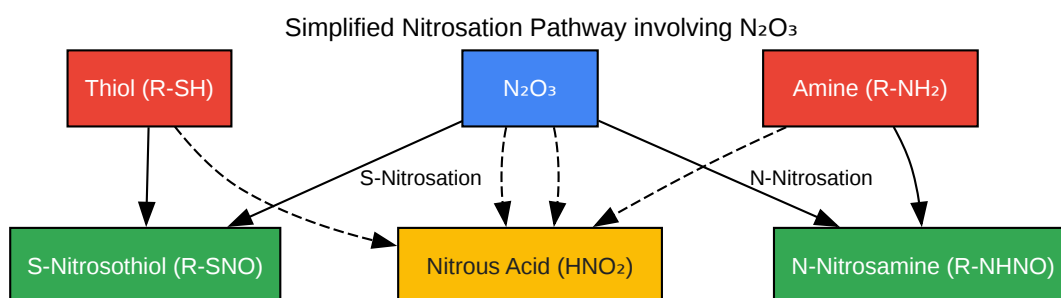 Simplified Nitrosation Pathway involving N₂O₃
Thiol (R-SH)
N₂O₃
Amine (R-NH₂)
S-Nitrosation
N-Nitrosation
S-Nitrosothiol (R-SNO)
Nitrous Acid (HNO₂)
N-Nitrosamine (R-NHNO)